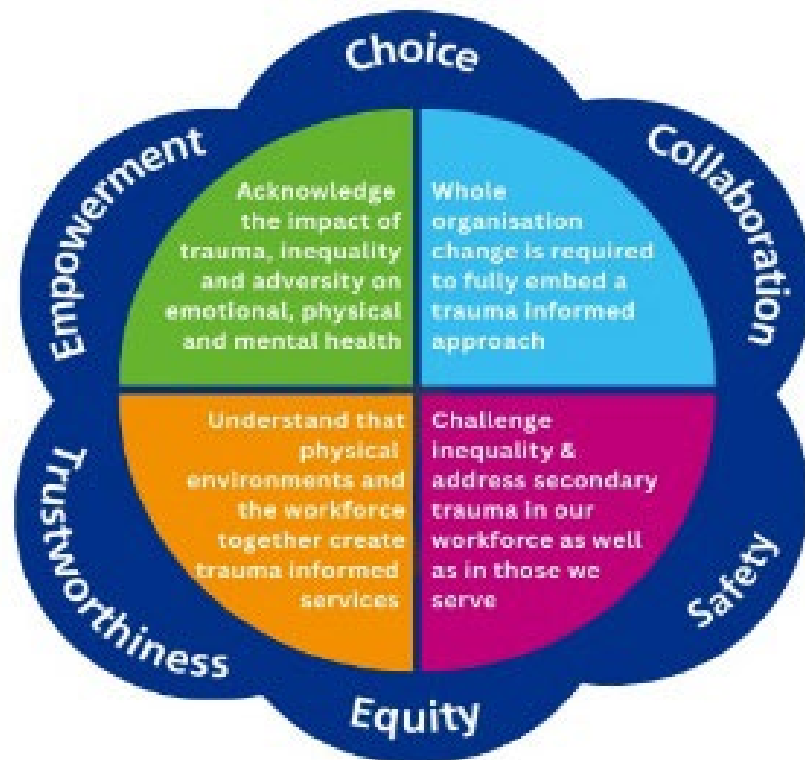 Choice
Collaboration
Safety
Equity
Trustworthiness
Empowerment
Acknowledge
the impact of
trauma, inequality
and adversity on
emotional, physical
and mental health
Whole
organisation
change is required
to fully embed a
trauma informed
approach
Understand that
physical
environments and
the workforce
together create
trauma informed
services
Challenge
inequality &
address secondary
trauma in our
workforce as well
as in those we
serve